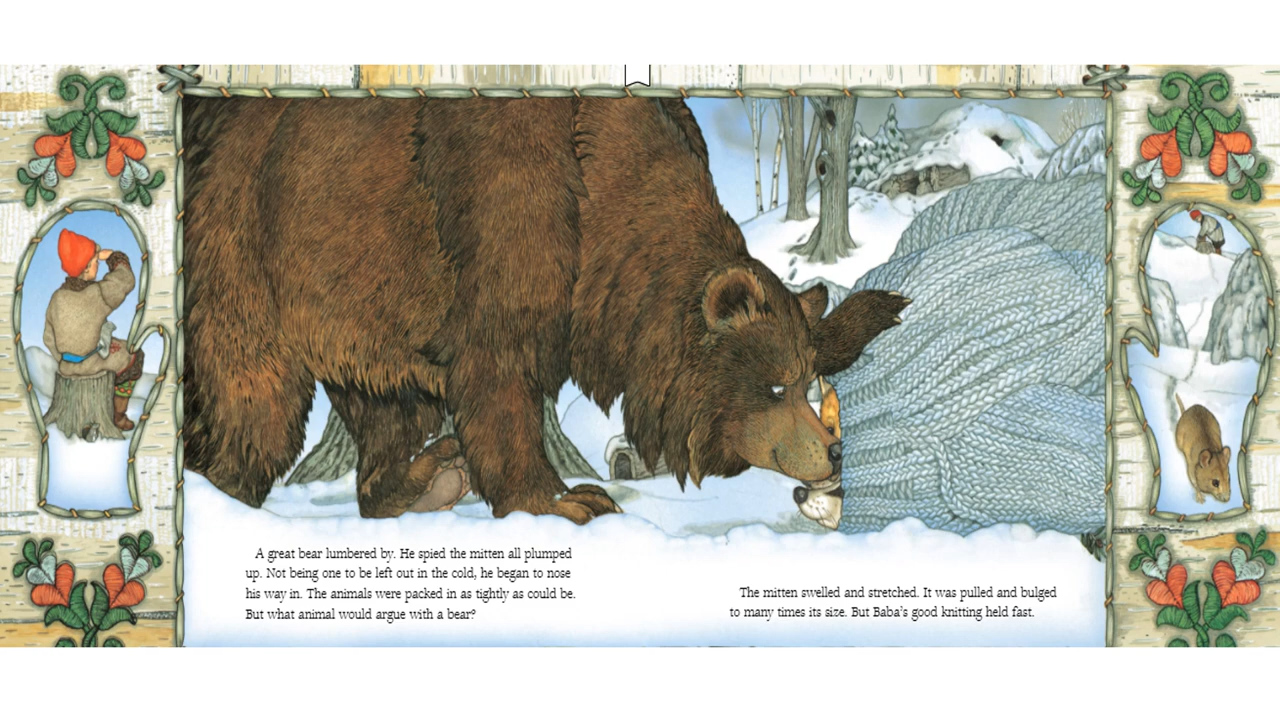 A great bear lumbered by. He spied the mitten all plumped
up. Not being one to be left out in the cold, he began to nose
his way in. The animals were packed in as tightly as could be.
But what animal would argue with a bear?
The mitten swelled and stretched. It was pulled and bulged
to many times its size. But Baba's good knitting held fast.